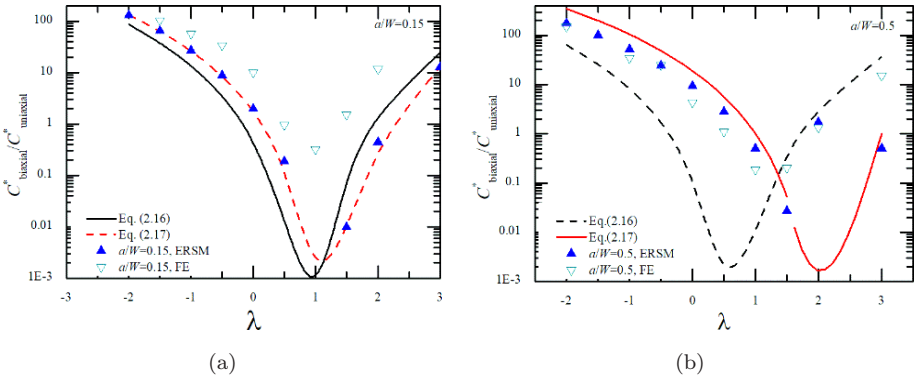 a/W=0.15
C*biaxial/C*uniaxial
100
10
1
0.1
0.01
1E-3
Eq. (2.16)
Eq. (2.17)
a/W=0.15, ERSM
a/W=0.15, FE
-3 -2 -1 0 1 2 3
λ
(a)
a/W=0.5
C*biaxial/C*uniaxial
100
10
1
0.1
0.01
1E-3
Eq.(2.16)
Eq.(2.17)
a/W=0.5, ERSM
a/W=0.5, FE
-2 -1 0 1 2 3
λ
(b)